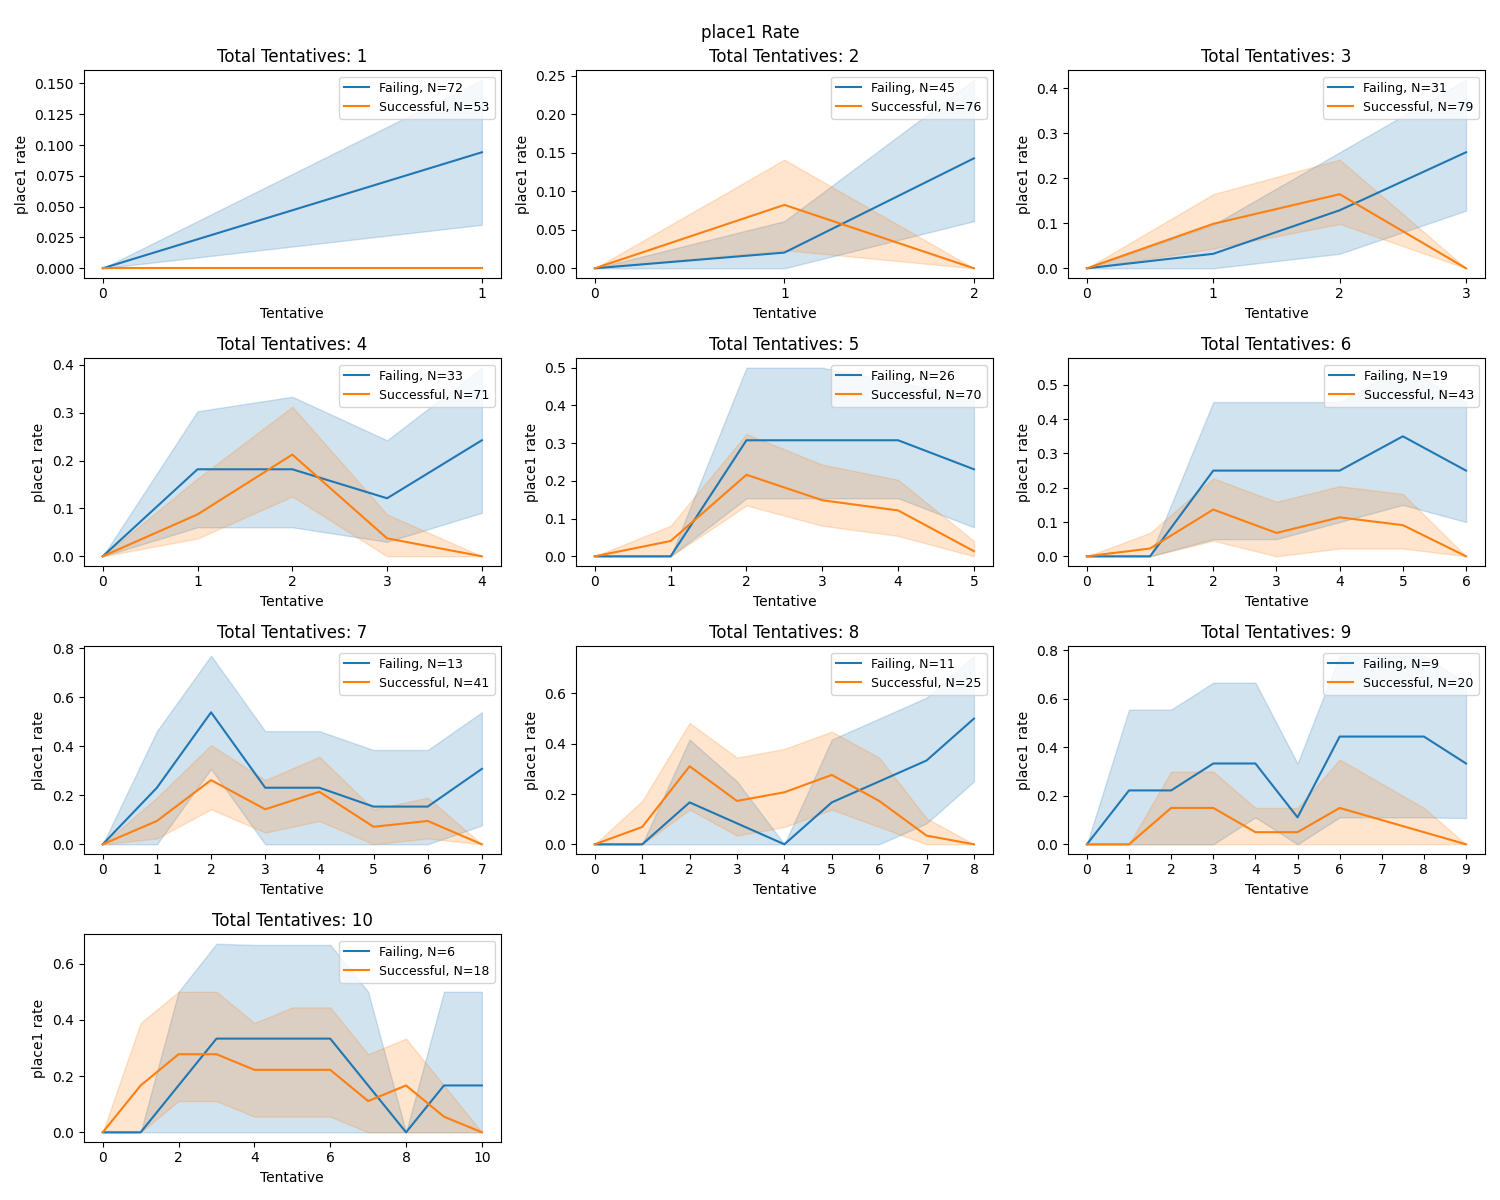 place1 Rate
Total Tentatives: 1
0.150
0.125
0.100
0.075
0.050
0.025
0.000
place1 rate
Failing, N=72
Successful, N=53
0 1
Tentative
Total Tentatives: 2
0.25
0.20
0.15
0.10
0.05
0.00
place1 rate
Failing, N=45
Successful, N=76
0 1 2
Tentative
Total Tentatives: 3
0.4
0.3
0.2
0.1
0.0
place1 rate
Failing, N=31
Successful, N=79
0 1 2 3
Tentative
Total Tentatives: 4
0.4
0.3
0.2
0.1
0.0
place1 rate
Failing, N=33
Successful, N=71
0 1 2 3 4
Tentative
Total Tentatives: 5
0.5
0.4
0.3
0.2
0.1
0.0
place1 rate
Failing, N=26
Successful, N=70
0 1 2 3 4 5
Tentative
Total Tentatives: 6
0.5
0.4
0.3
0.2
0.1
0.0
place1 rate
Failing, N=19
Successful, N=43
0 1 2 3 4 5 6
Tentative
Total Tentatives: 7
0.8
0.6
0.4
0.2
0.0
place1 rate
Failing, N=13
Successful, N=41
0 1 2 3 4 5 6 7
Tentative
Total Tentatives: 8
0.6
0.4
0.2
0.0
place1 rate
Failing, N=11
Successful, N=25
0 1 2 3 4 5 6 7 8
Tentative
Total Tentatives: 9
0.8
0.6
0.4
0.2
0.0
place1 rate
Failing, N=9
Successful, N=20
0 1 2 3 4 5 6 7 8 9
Tentative
Total Tentatives: 10
0.6
0.4
0.2
0.0
place1 rate
Failing, N=6
Successful, N=18
0 2 4 6 8 10
Tentative